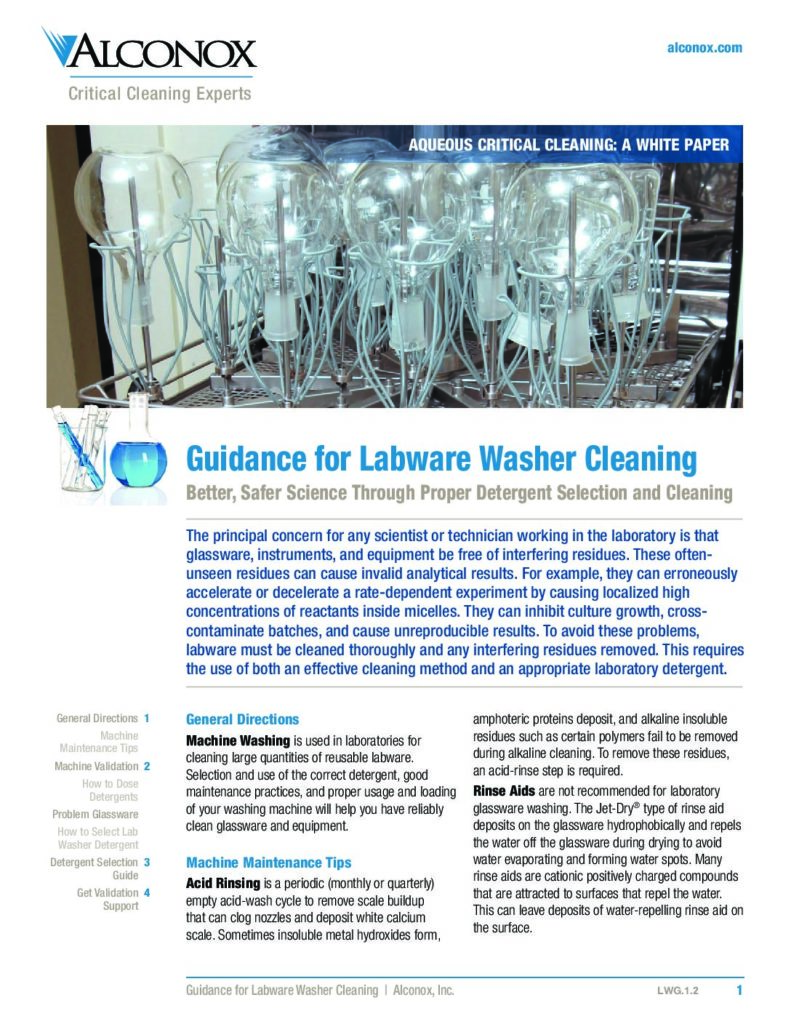 ALCONOX
Critical Cleaning Experts
alconox.com
AQUEOUS CRITICAL CLEANING: A WHITE PAPER
Guidance for Labware Washer Cleaning
Better, Safer Science Through Proper Detergent Selection and Cleaning
The principal concern for any scientist or technician working in the laboratory is that
glassware, instruments, and equipment be free of interfering residues. These often-
unseen residues can cause invalid analytical results. For example, they can erroneously
accelerate or decelerate a rate-dependent experiment by causing localized high
concentrations of reactants inside micelles. They can inhibit culture growth, cross-
contaminate batches, and cause unreproducible results. To avoid these problems,
labware must be cleaned thoroughly and any interfering residues removed. This requires
the use of both an effective cleaning method and an appropriate laboratory detergent.
General Directions 1
Machine
Maintenance Tips
Machine Validation 2
How to Dose
Detergents
Problem Glassware
How to Select Lab
Washer Detergent
Detergent Selection 3
Guide
Get Validation 4
Support
General Directions
Machine Washing is used in laboratories for
cleaning large quantities of reusable labware.
Selection and use of the correct detergent, good
maintenance practices, and proper usage and loading
of your washing machine will help you have reliably
clean glassware and equipment.
Machine Maintenance Tips
Acid Rinsing is a periodic (monthly or quarterly)
empty acid-wash cycle to remove scale buildup
that can clog nozzles and deposit white calcium
scale. Sometimes insoluble metal hydroxides form,
amphoteric proteins deposit, and alkaline insoluble
residues such as certain polymers fail to be removed
during alkaline cleaning. To remove these residues,
an acid-rinse step is required.
Rinse Aids are not recommended for laboratory
glassware washing. The Jet-Dry® type of rinse aid
deposits on the glassware hydrophobically and repels
the water off the glassware during drying to avoid
water evaporating and forming water spots. Many
rinse aids are cationic positively charged compounds
that are attracted to surfaces that repel the water.
This can leave deposits of water-repelling rinse aid on
the surface.
Guidance for Labware Washer Cleaning | Alconox, Inc.
LWG.1.2
1